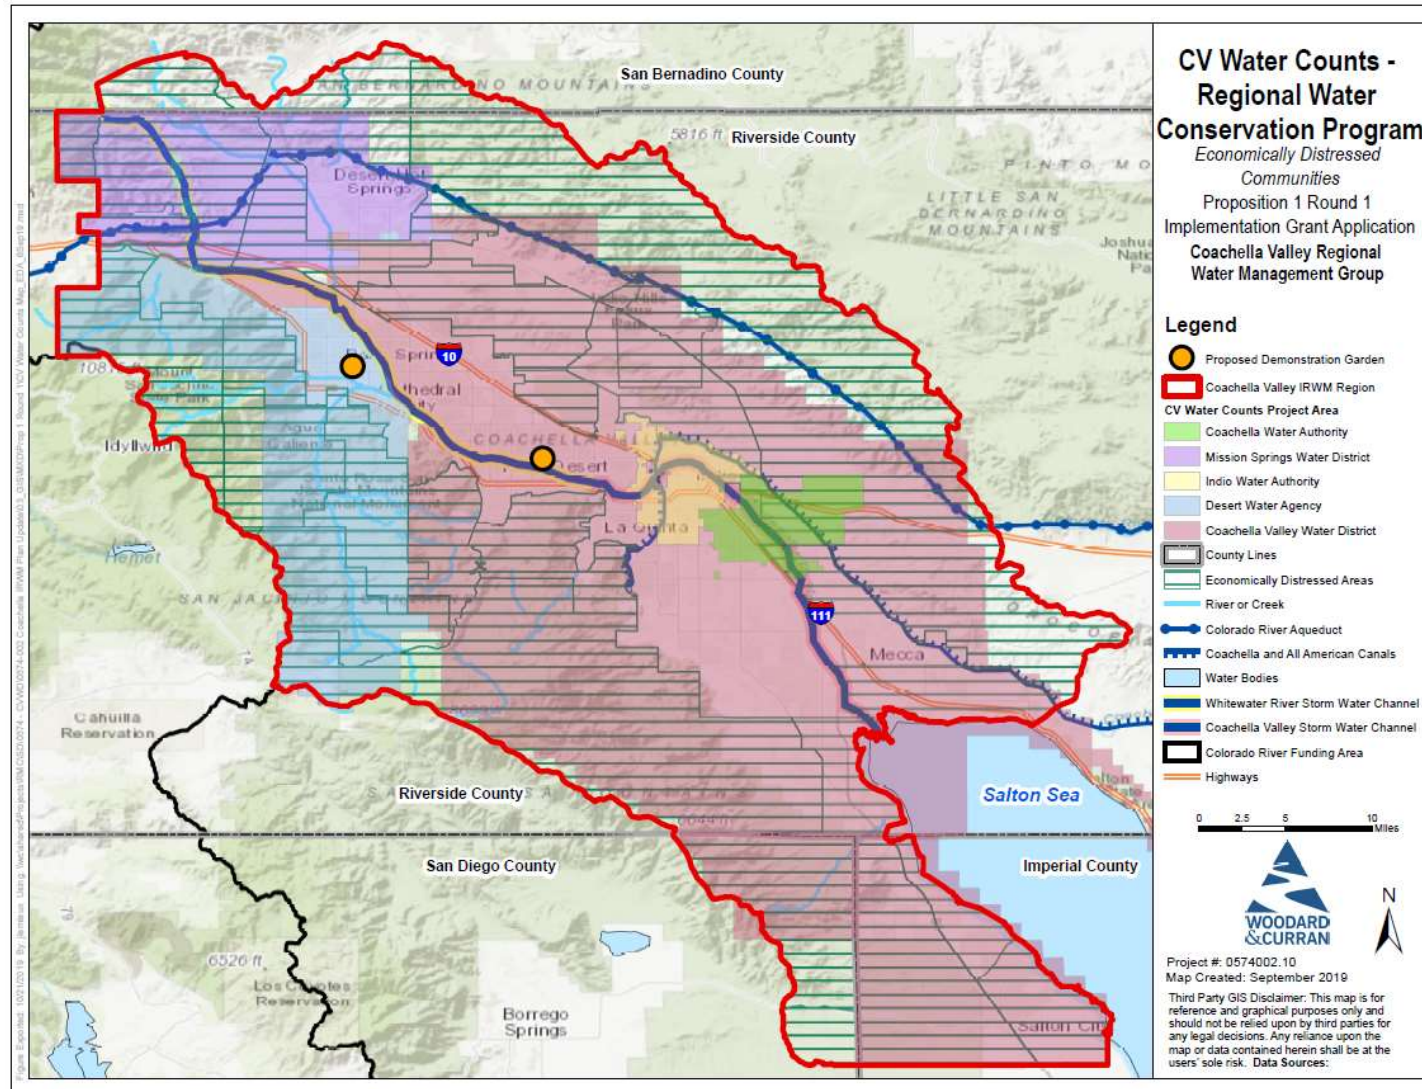 San Bernadino County
5816 ft
Riverside County
Desert Hot
Springs
LITTLE SAN
BERNARDINO
MOUNTAINS
10
COACHELLA
Idyllwild
La Quinta
Hemet
SAN JACINTO MOUNTAINS
111
Mecca
Cahuilla
Reservation
Riverside County
Salton Sea
San Diego County
Imperial County
6526 ft
Los Coyotes
Reservation
Borrego
Springs
Salton City
79
CV Water Counts -
Regional Water
Conservation Program
Economically Distressed
Communities
Proposition 1 Round 1
Implementation Grant Application
Coachella Valley Regional
Water Management Group
Legend
Proposed Demonstration Garden
Coachella Valley IRWM Region
CV Water Counts Project Area
Coachella Water Authority
Mission Springs Water District
Indio Water Authority
Desert Water Agency
Coachella Valley Water District
County Lines
Economically Distressed Areas
River or Creek
Colorado River Aqueduct
Coachella and All American Canals
Water Bodies
Whitewater River Storm Water Channel
Coachella Valley Storm Water Channel
Colorado River Funding Area
Highways
0 2.5 5 10
Miles
N
WOODARD
&CURRAN
Project #: 0574002.10
Map Created: September 2019
Third Party GIS Disclaimer: This map is for
reference and graphical purposes only and
should not be relied upon by third parties for
any legal decisions. Any reliance upon the
map or data contained herein shall be at the
users' sole risk. Data Sources: